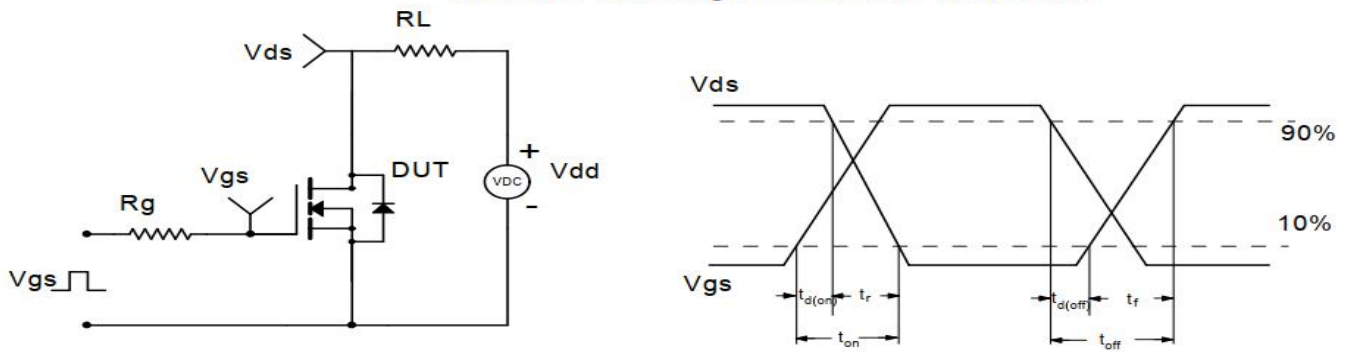 RL
Vds
Vgs
DUT
+
VDC
Vdd
-
Rg
Vgs
Vds
90%
10%
Vgs
td(on)
tr
td(off)
tf
ton
toff